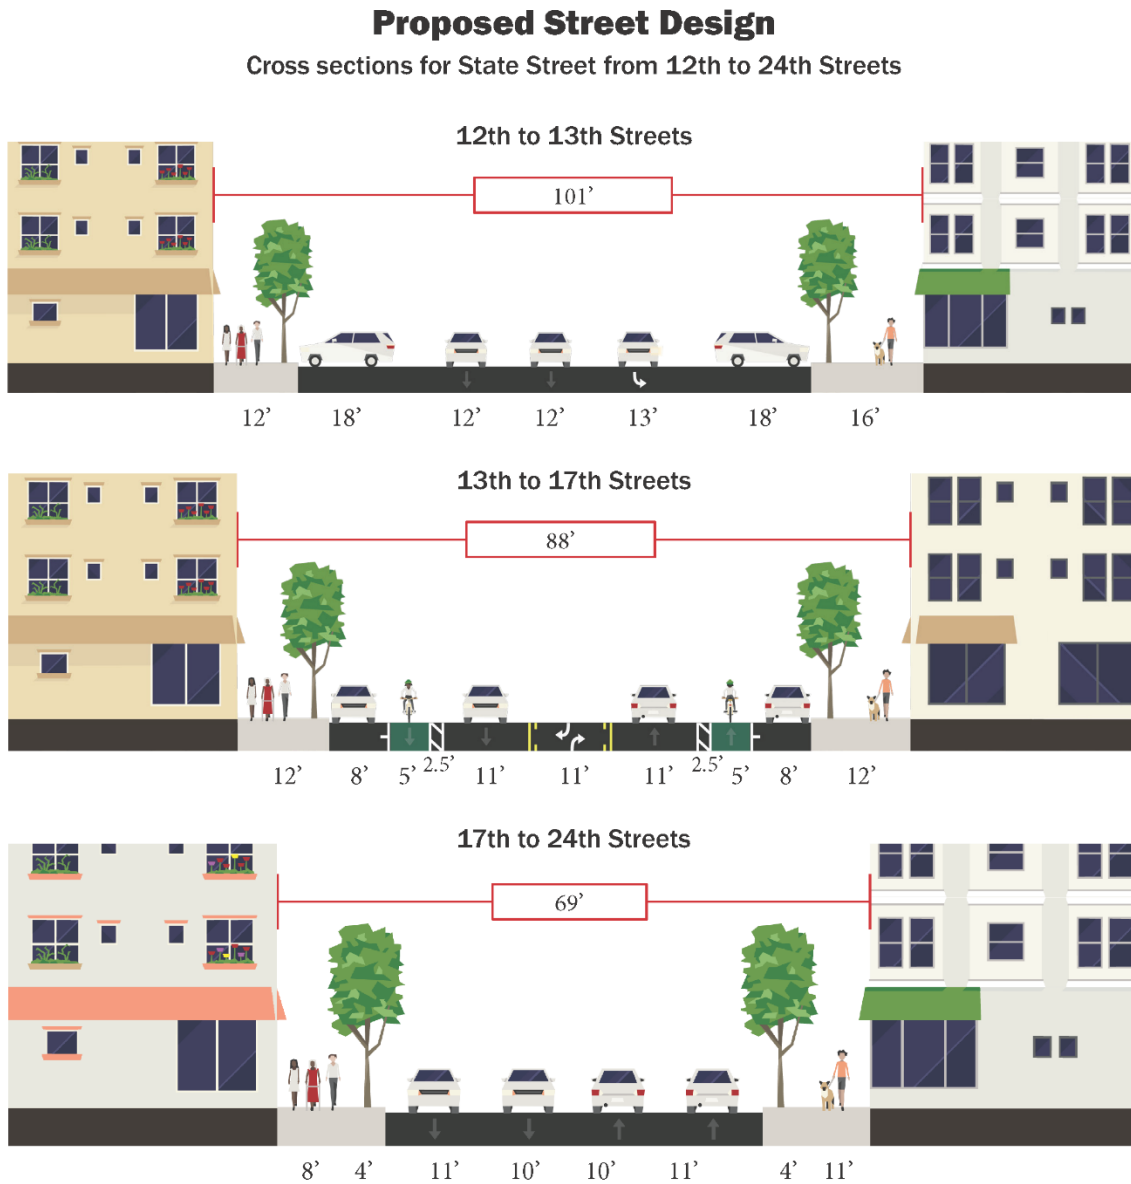 Proposed Street Design
Cross sections for State Street from 12th to 24th Streets
12th to 13th Streets
101’
12’ 18’ 12’ 12’ 13’ 18’ 16’
13th to 17th Streets
88’
12’ 8’ 5’ 2.5’ 11’ 11’ 11’ 2.5’ 5’ 8’ 12’
17th to 24th Streets
69’
8’ 4’ 11’ 10’ 10’ 11’ 4’ 11’